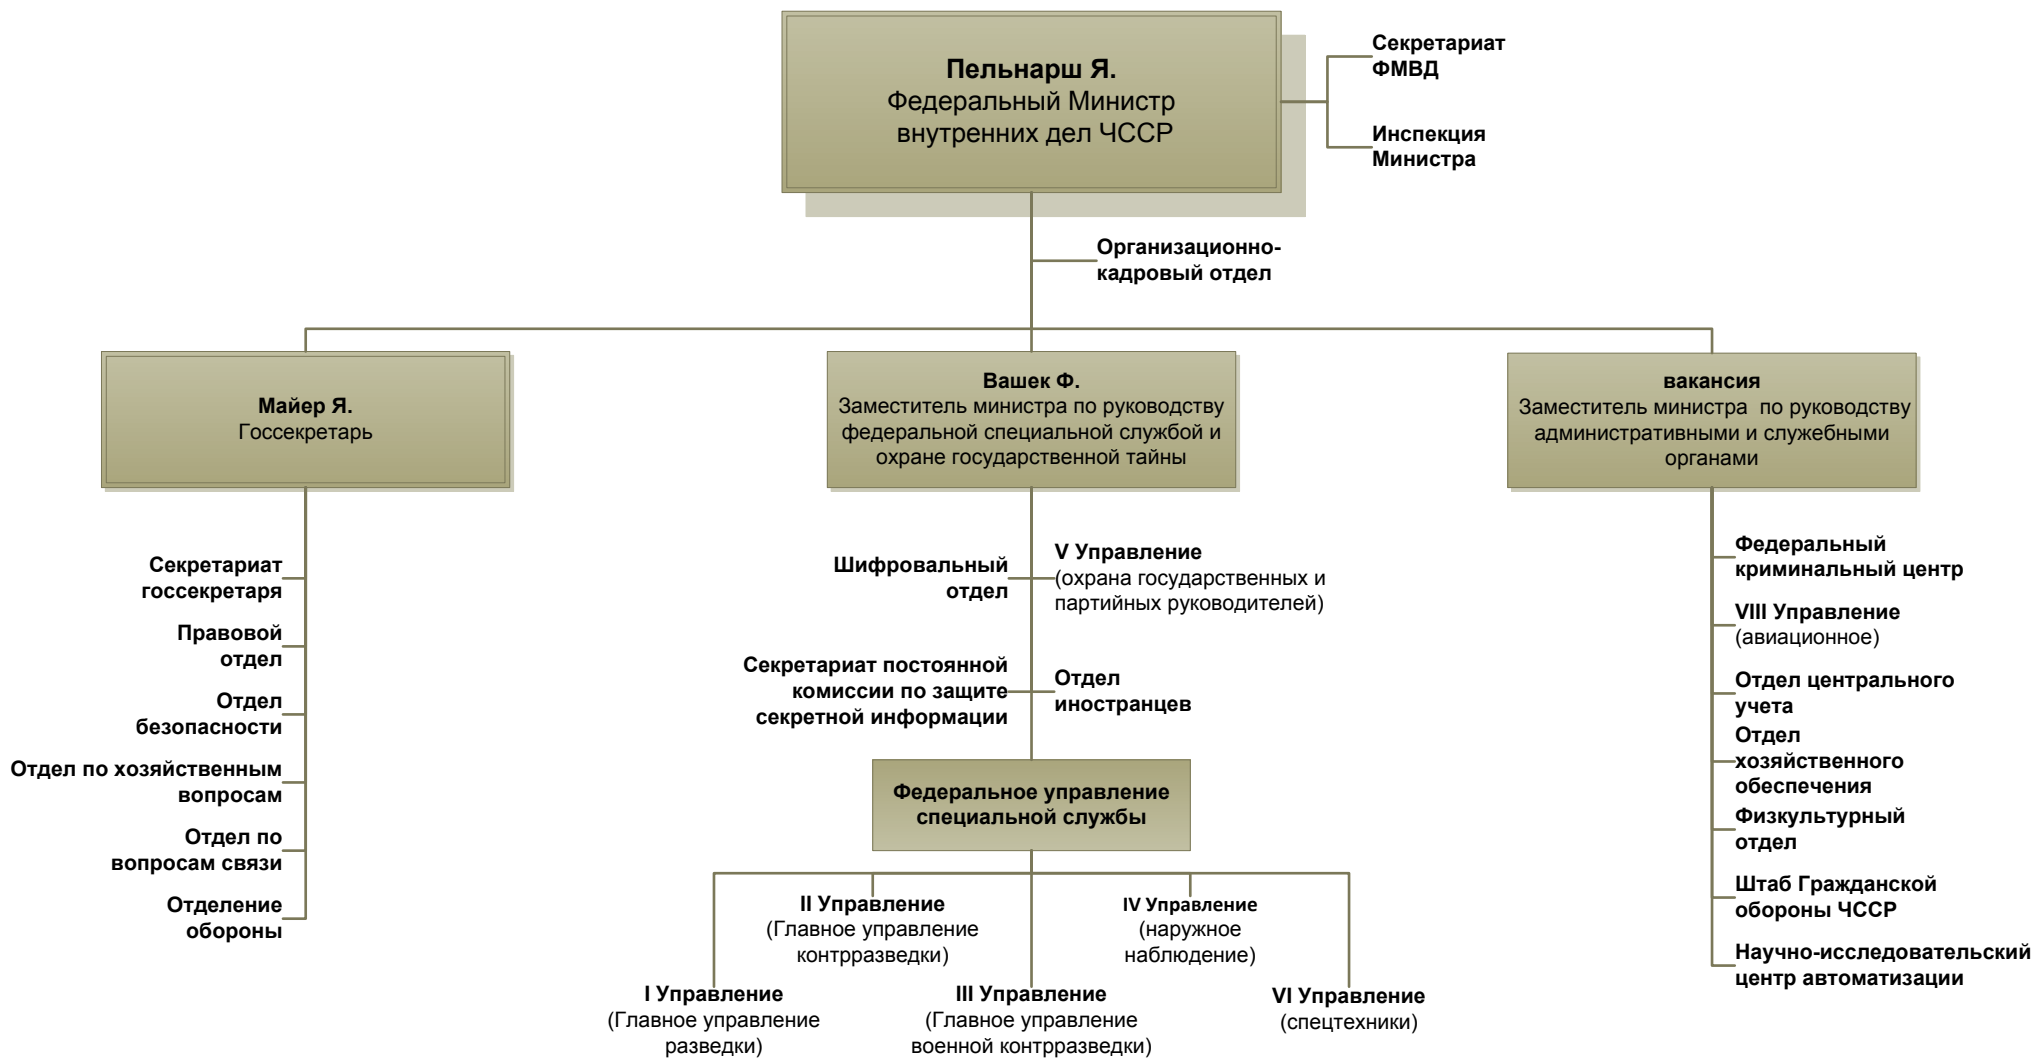 Пельнарш Я.
Федеральный Министр
внутренних дел ЧССР
Секретариат
ФМВД
Инспекция
Министра
Организационно-
кадровый отдел
Майер Я.
Госсекретарь
Секретариат
госсекретаря
Правовой
отдел
Отдел
безопасности
Отдел по хозяйственным
вопросам
Отдел по
вопросам связи
Отделение
обороны
Вашек Ф.
Заместитель министра по руководству
федеральной специальной службой и
охране государственной тайны
Шифровальный
отдел
V Управление
(охрана государственных и
партийных руководителей)
Секретариат постоянной
комиссии по защите
секретной информации
Отдел
иностранцев
Федеральное управление
специальной службы
I Управление
(Главное управление
разведки)
II Управление
(Главное управление
контрразведки)
III Управление
(Главное управление
военной контрразведки)
IV Управление
(наружное
наблюдение)
VI Управление
(спецтехники)
вакансия
Заместитель министра по руководству
административными и служебными
органами
Федеральный
криминальный центр
VIII Управление
(авиационное)
Отдел центрального
учета
Отдел
хозяйственного
обеспечения
Физкультурный
отдел
Штаб Гражданской
обороны ЧССР
Научно-исследовательский
центр автоматизации